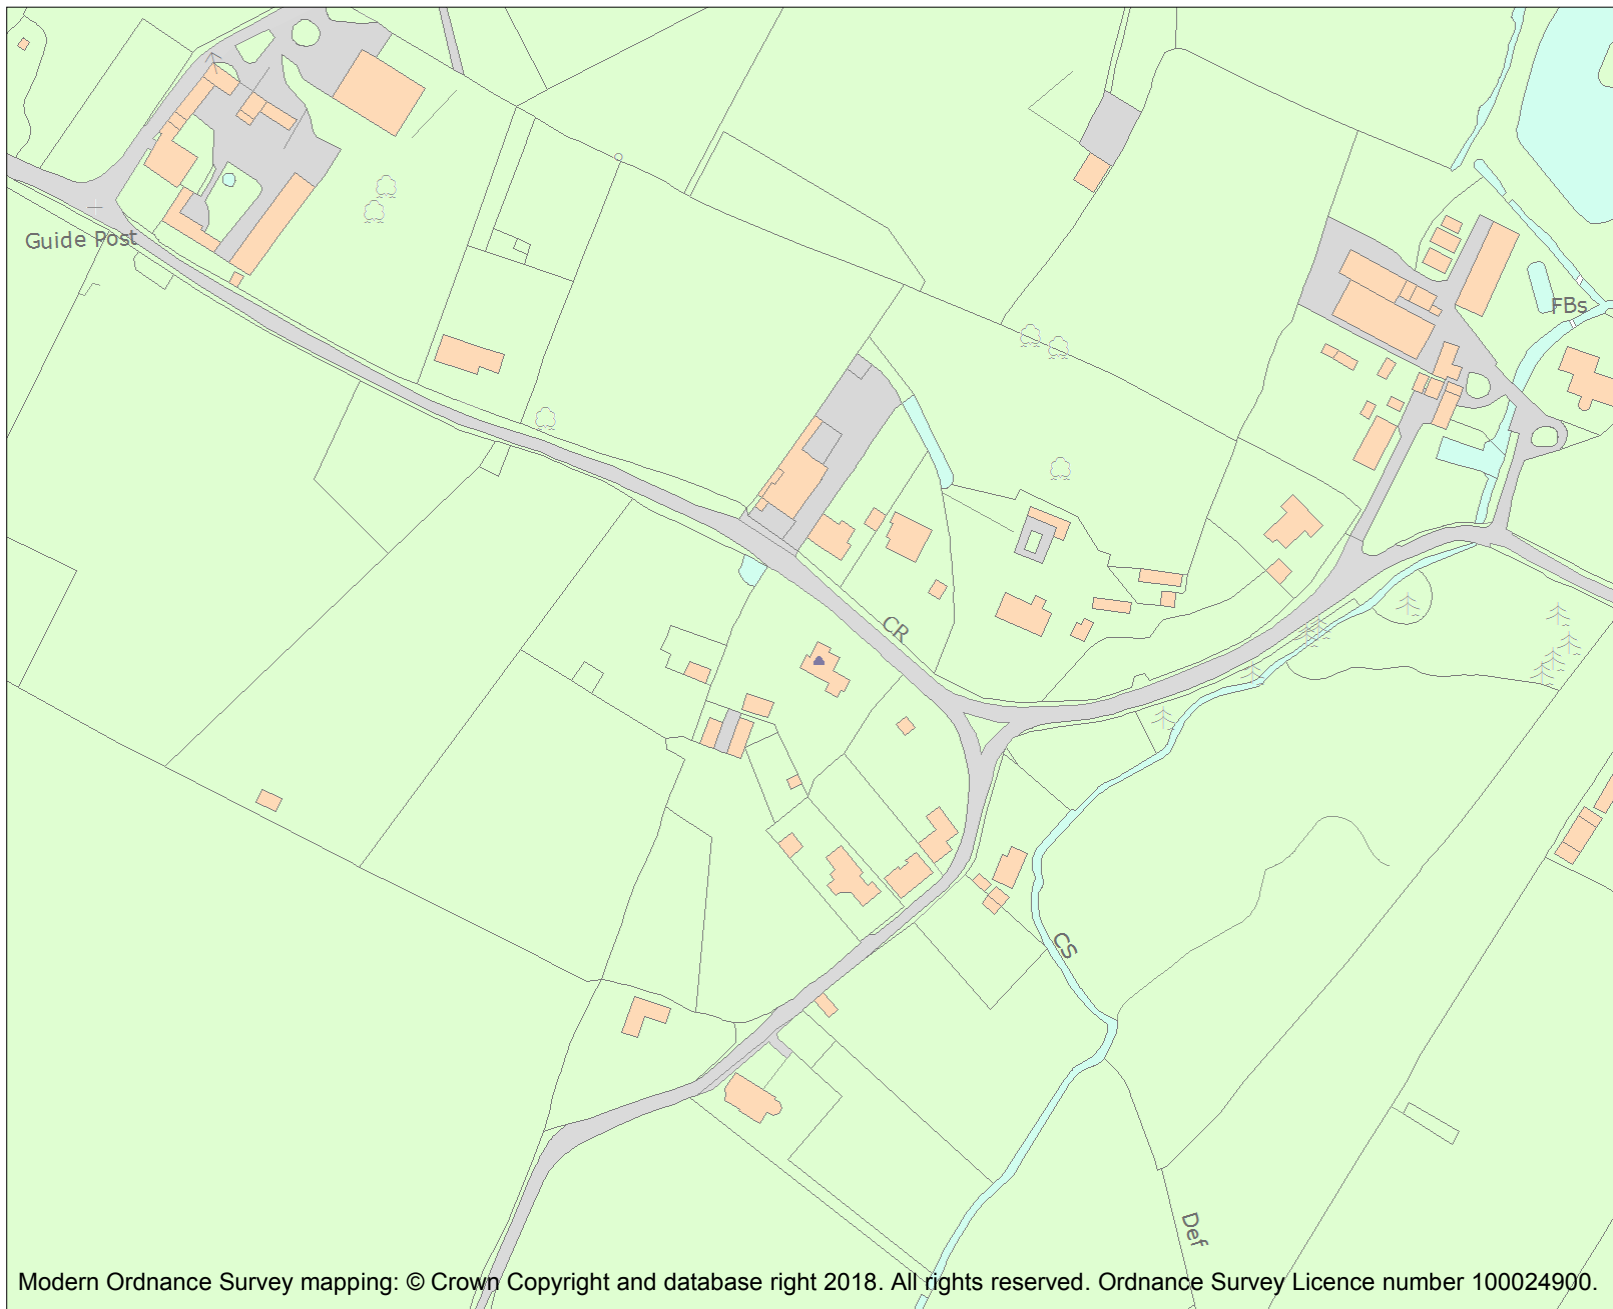 Guide Post
FBs
CR
CS
Def
Modern Ordnance Survey mapping: © Crown Copyright and database right 2018. All rights reserved. Ordnance Survey Licence number 100024900.